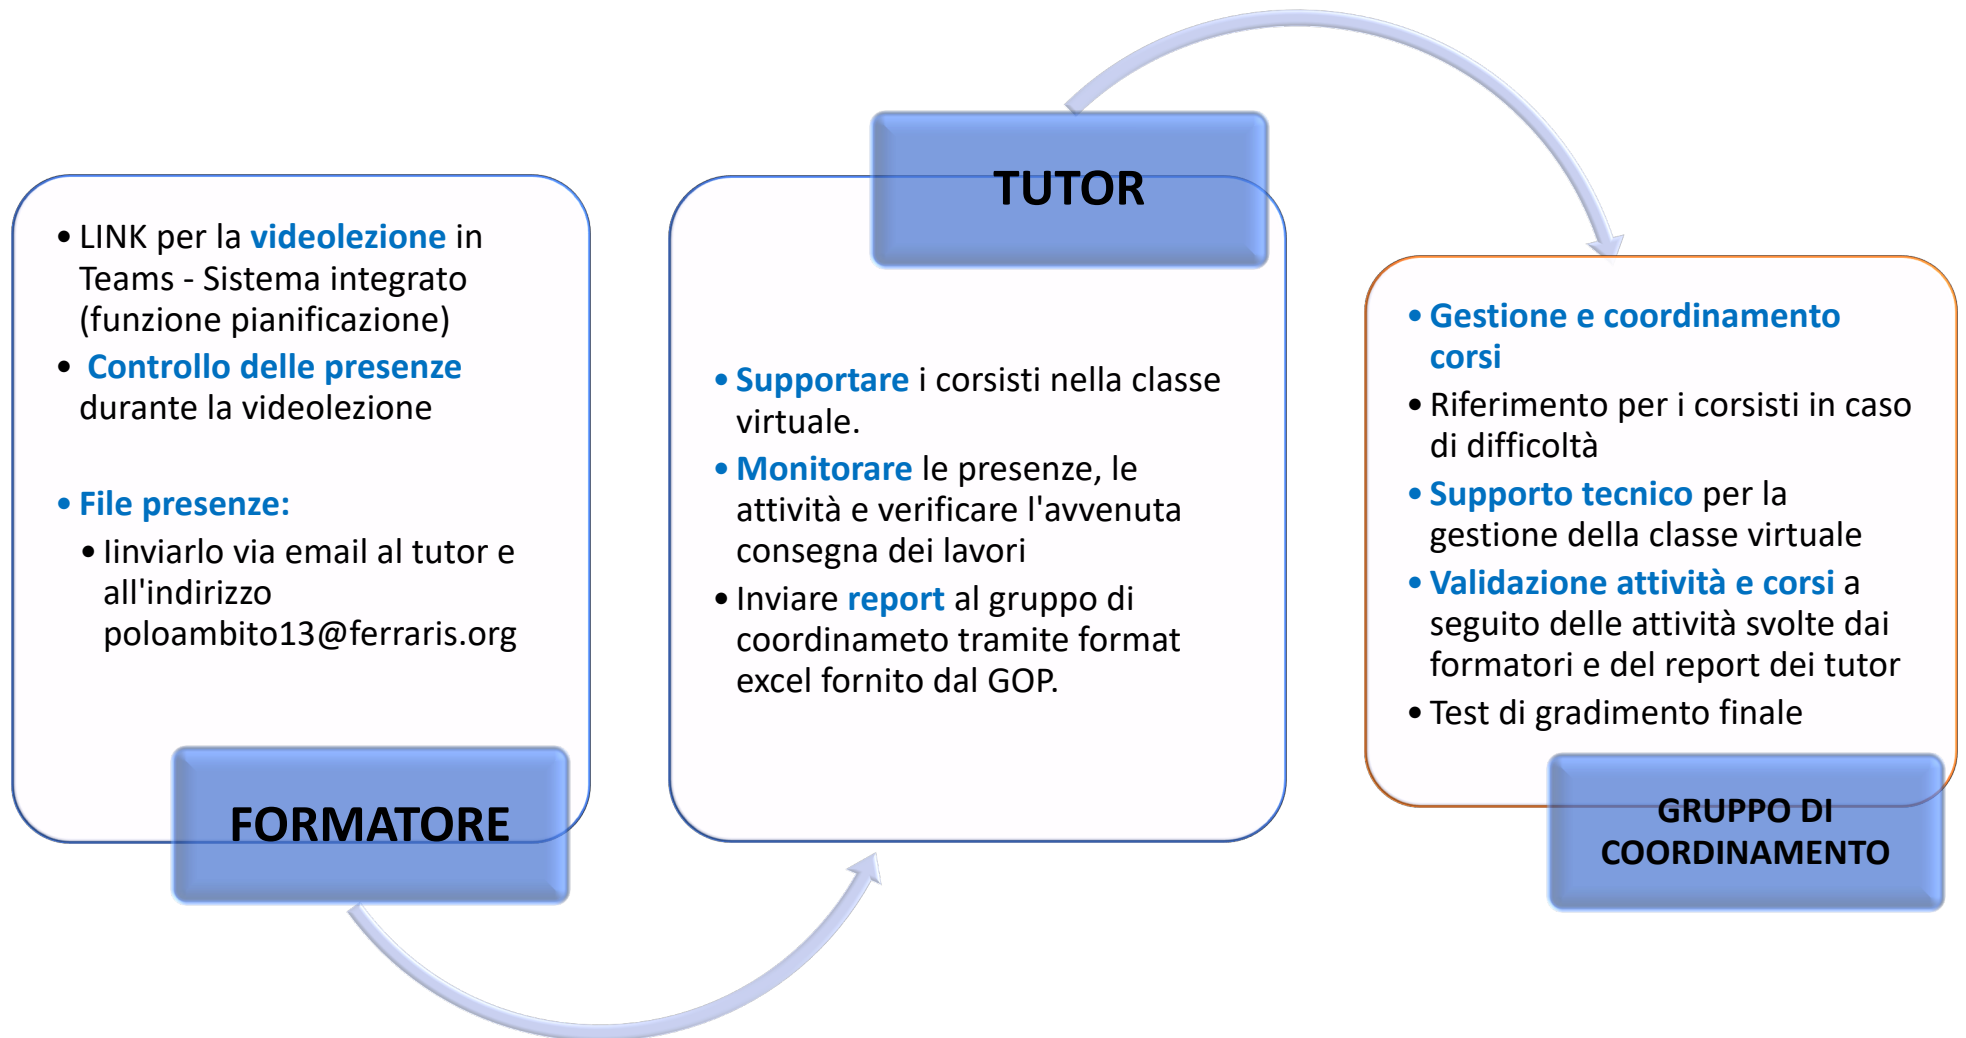 • LINK per la videolezione in
Teams - Sistema integrato
(funzione pianificazione)
• Controllo delle presenze
durante la videolezione
• File presenze:
• Iinviarlo via email al tutor e
all'indirizzo
poloambito13@ferraris.org
FORMATORE
TUTOR
• Supportare i corsisti nella classe
virtuale.
• Monitorare le presenze, le
attività e verificare l'avvenuta
consegna dei lavori
• Inviare report al gruppo di
coordinameto tramite format
excel fornito dal GOP.
• Gestione e coordinamento
corsi
• Riferimento per i corsisti in caso
di difficoltà
• Supporto tecnico per la
gestione della classe virtuale
• Validazione attività e corsi a
seguito delle attività svolte dai
formatori e del report dei tutor
• Test di gradimento finale
GRUPPO DI
COORDINAMENTO